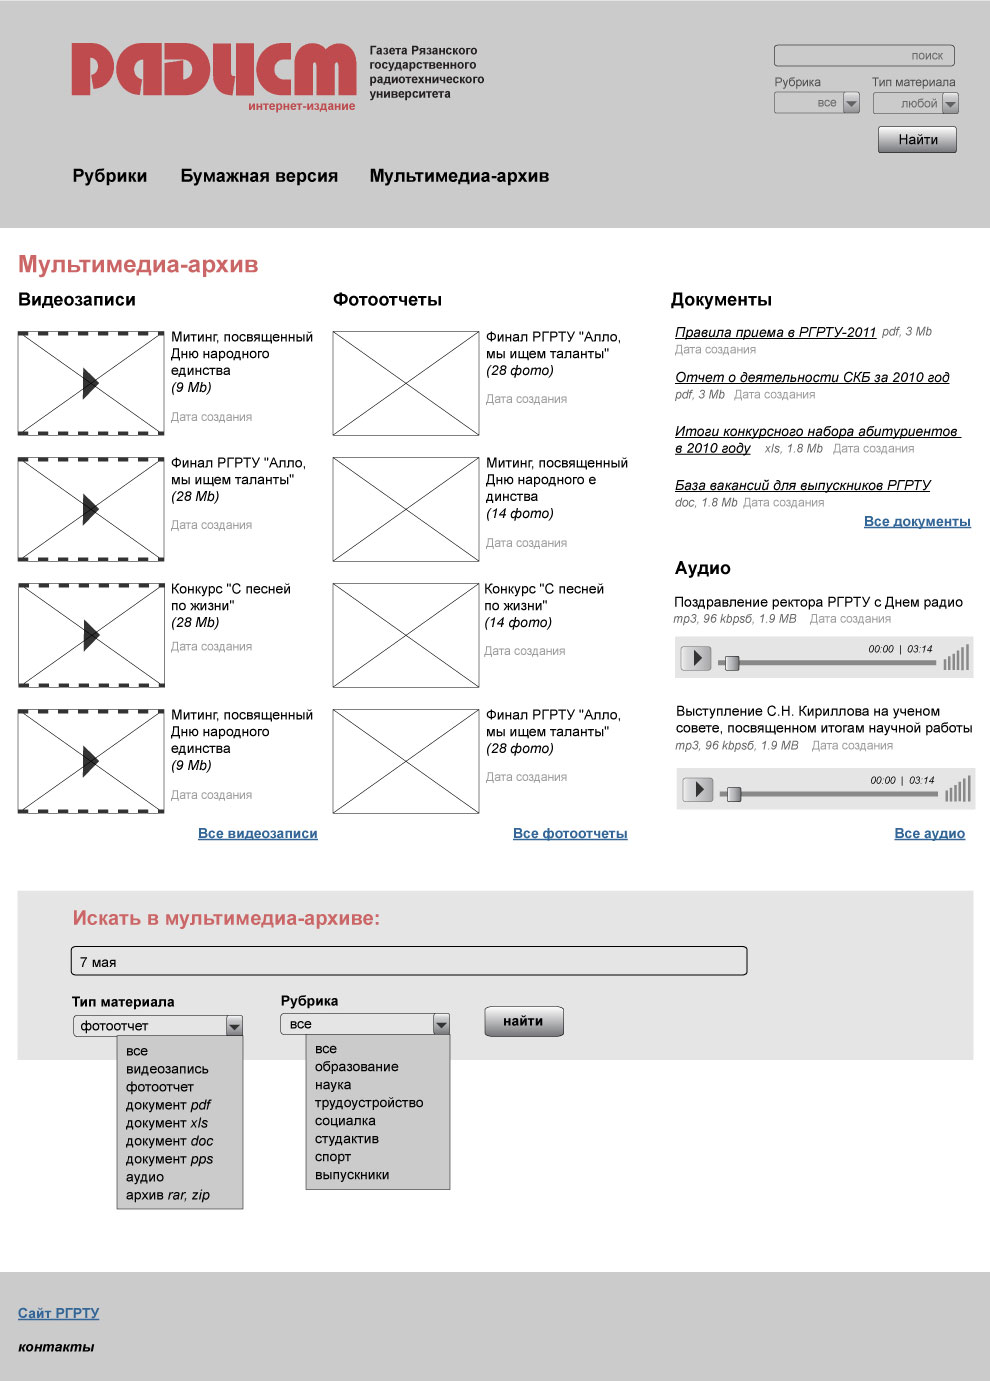 Радист
интернет-издание
Газета Рязанского
государственного
радиотехнического
университета
поиск
Рубрика
Тип материала
все
любой
Найти
Рубрики
Бумажная версия
Мультимедиа-архив
Мультимедиа-архив
Видеозаписи
Митинг, посвященный
Дню народного
единства
(9 Mb)
Дата создания
Финал РГРТУ "Алло,
мы ищем таланты"
(28 Mb)
Дата создания
Конкурс "С песней
по жизни"
(28 Mb)
Дата создания
Митинг, посвященный
Дню народного
единства
(9 Mb)
Дата создания
Все видеозаписи
Фотоотчеты
Финал РГРТУ "Алло,
мы ищем таланты"
(28 фото)
Дата создания
Митинг, посвященный
Дню народного е
динства
(14 фото)
Дата создания
Конкурс "С песней
по жизни"
(14 фото)
Дата создания
Финал РГРТУ "Алло,
мы ищем таланты"
(28 фото)
Дата создания
Все фотоотчеты
Документы
Правила приема в РГРТУ-2011 pdf, 3 Mb
Дата создания
Отчет о деятельности СКБ за 2010 год
pdf, 3 Mb Дата создания
Итоги конкурсного набора абитуриентов
в 2010 году xls, 1.8 Mb Дата создания
База вакансий для выпускников РГРТУ
doc, 1.8 Mb Дата создания
Все документы
Аудио
Поздравление ректора РГРТУ с Днем радио
mp3, 96 kbpsб, 1.9 MB Дата создания
00:00 | 03:14
Выступление С.Н. Кириллова на ученом
совете, посвященном итогам научной работы
mp3, 96 kbpsб, 1.9 MB Дата создания
00:00 | 03:14
Все аудио
Искать в мультимедиа-архиве:
7 мая
Тип материала
фотоотчет
все
видеозапись
фотоотчет
документ pdf
документ xls
документ doc
документ pps
аудио
архив rar, zip
Рубрика
все
все
образование
наука
трудоустройство
социалка
студактив
спорт
выпускники
найти
Сайт РГРТУ
контакты